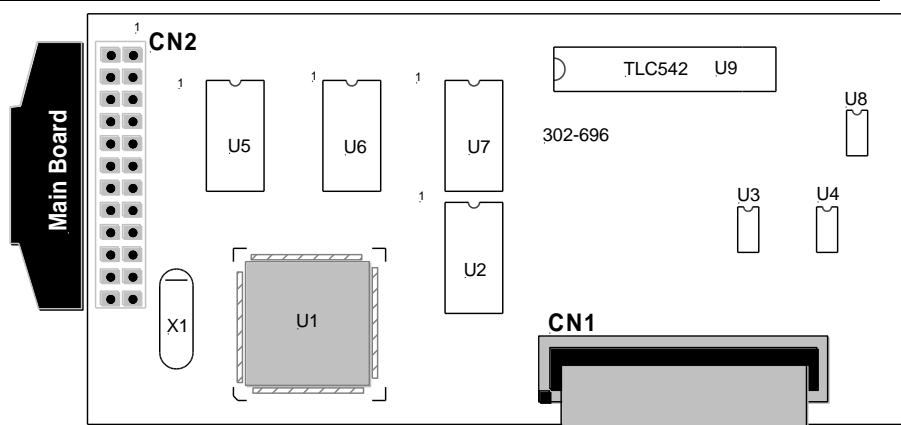 1
CN2
1
1
1
TLC542 U9
U8
Main Board
U5
U6
U7
302-696
1
U3
U4
U2
X1
U1
CN1